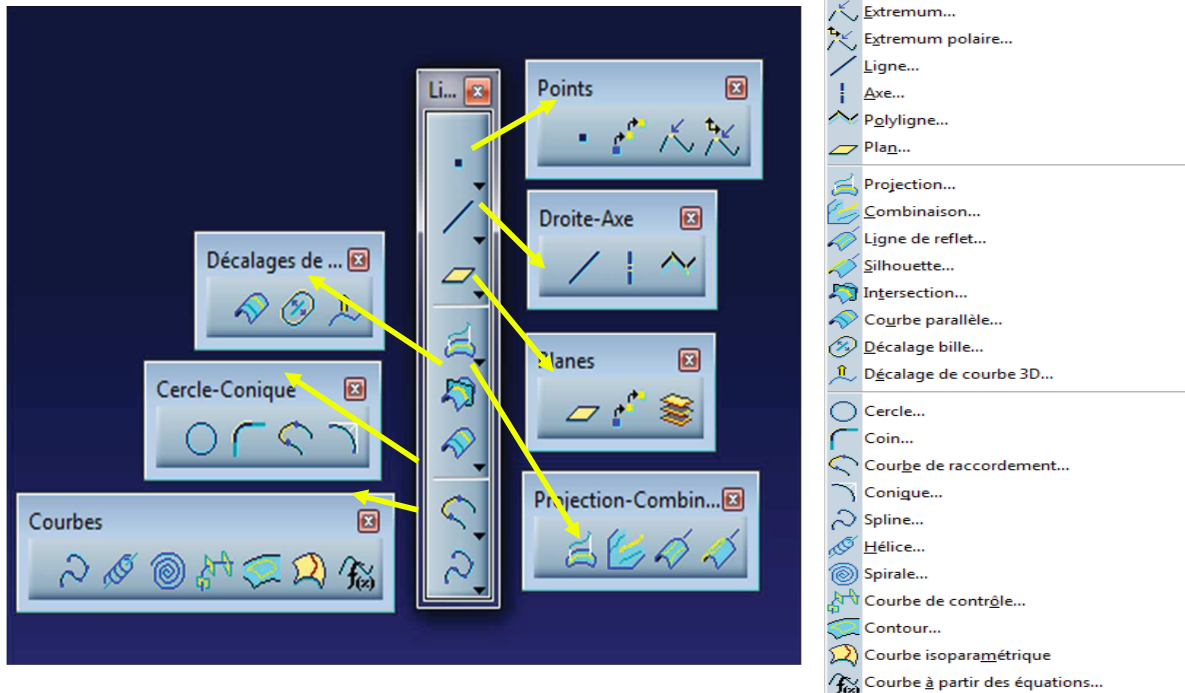 Li...
Points
Droite-Axe
Décalages de ...
Planes
Cercle-Conique
Projection-Combin...
Courbes
Extremum...
Extremum polaire...
Ligne...
Axe...
Polyligne...
Plan...
Projection...
Combinaison...
Ligne de reflet...
Silhouette...
Intersection...
Courbe parallèle...
Décalage bille...
Décalage de courbe 3D...
Cercle...
Coin...
Courbe de raccordement...
Conique...
Spline...
Hélice...
Spirale...
Courbe de contrôle...
Contour...
Courbe isoparamétrique
Courbe à partir des équations...
f(x)
f(x)